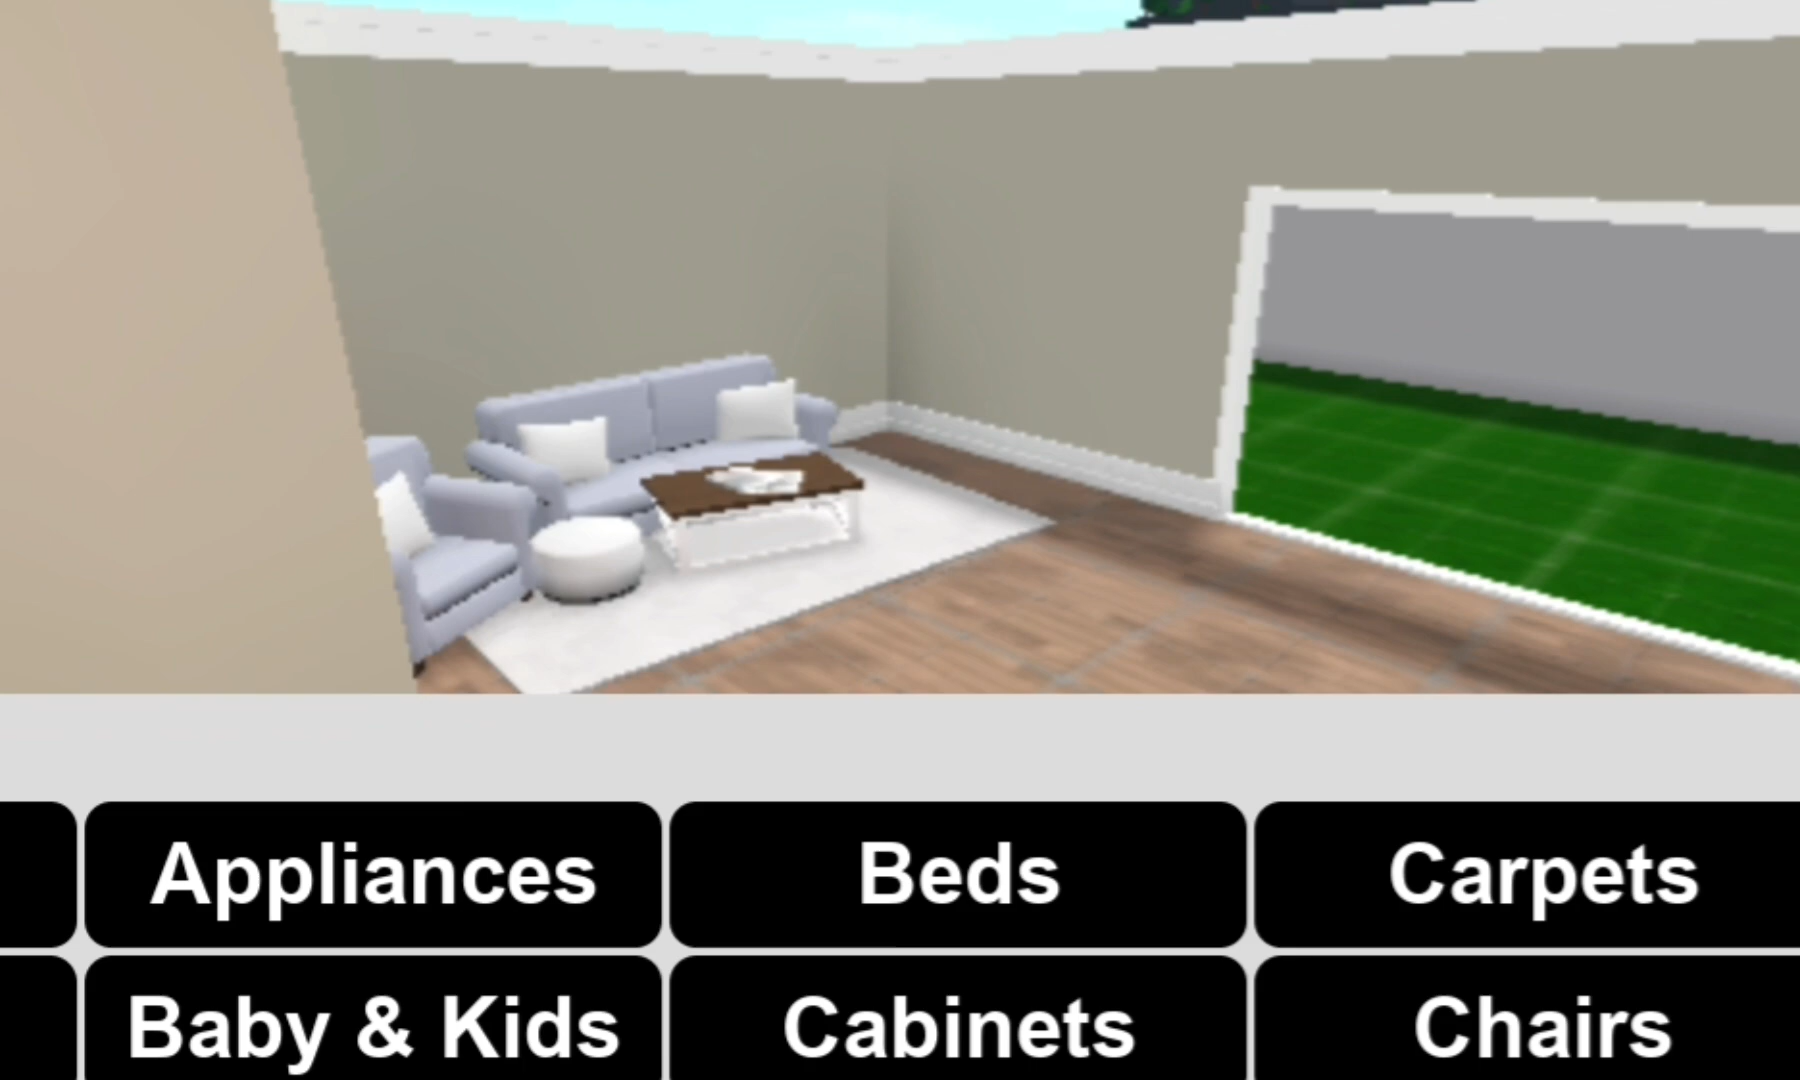 Appliances
Beds
Carpets
Baby & Kids
Cabinets
Chairs